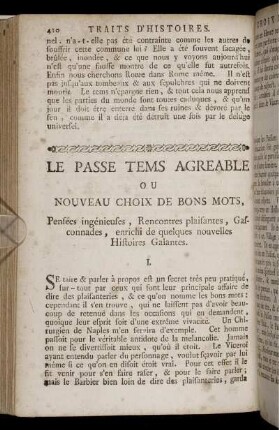 410 TRAITS D'HISTOIRES.
nel, n'a-t-elle pas été contrainte comme les autres de
souffrir cette commune loi? Elle a été souvent sacagée,
brûlée, inondée, & ce que nous y voyons aujourd'hui
n'est qu'une fausse montre de ce qu'elle fut autrefois.
Enfin nous cherchons Rome dans Rome même. Il n'est
pas jusqu'aux tombeaux & aux sépulchres qui ne doivent
mourir. Le tems n'épargne rien, & tout cela nous apprend
que les parties du monde sont toutes caduques, & qu'un
jour il doit être enterré dans ses ruines & dévoré par le
feu, comme il a déja été détruit une fois par le déluge
universel.
LE PASSE TEMS AGREABLE
OU
NOUVEAU CHOIX DE BONS MOTS,
Pensées ingénieuses, Rencontres plaisantes, Gas-
connades, enrichi de quelques nouvelles
Histoires Galantes.
I.
SE taire & parler à propos est un secret très peu pratiqué,
sur-tout par ceux qui font leur principale affaire de
dire des plaisanteries, & ce qu'on nomme les bons mots:
cependant il s'en trouve, qui ne laissent pas d'avoir beau-
coup de retenue dans les occasions qui en demandent,
quoique leur esprit soit d'une extrême vivacité. Un Chi-
rurgien de Naples m'en servira d'exemple. Cet homme
passoit pour le véritable antidote de la mélancolie. Jamais
on ne se divertissoit mieux, qu'où il étoit. Le Viceroi
ayant entendu parler du personnage, voulut sçavoir par lui
même si ce qu'on en disoit étoit vrai. Pour cet effet il le
fit venir pour s'en faire raser, & pour le faire parler;
mais le Barbier bien loin de dire des plaisanteries, garda